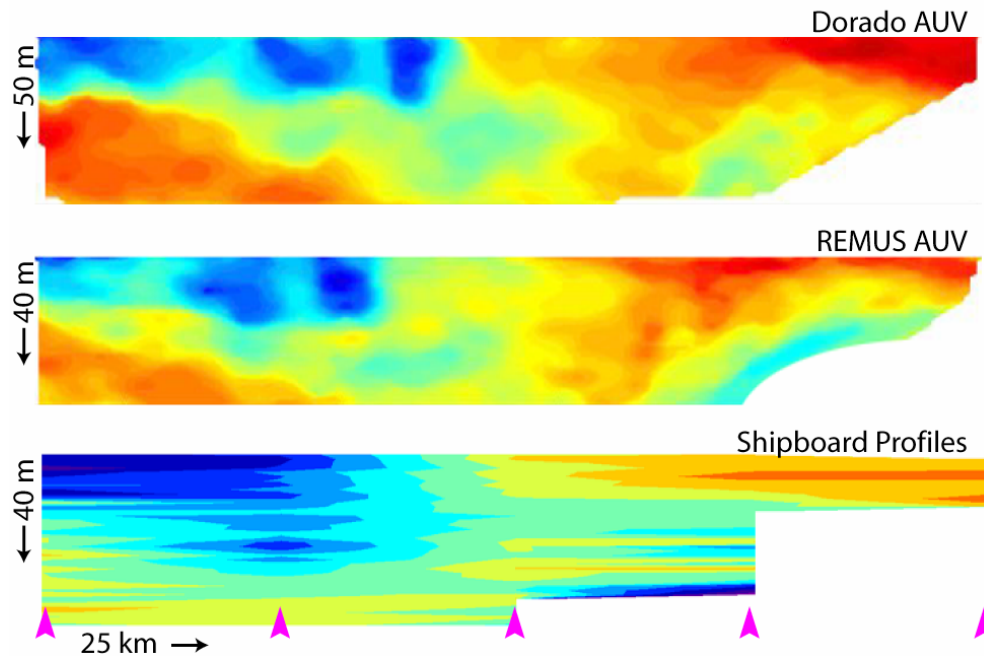 Dorado AUV
← 50 m
REMUS AUV
← 40 m
Shipboard Profiles
← 40 m
25 km →